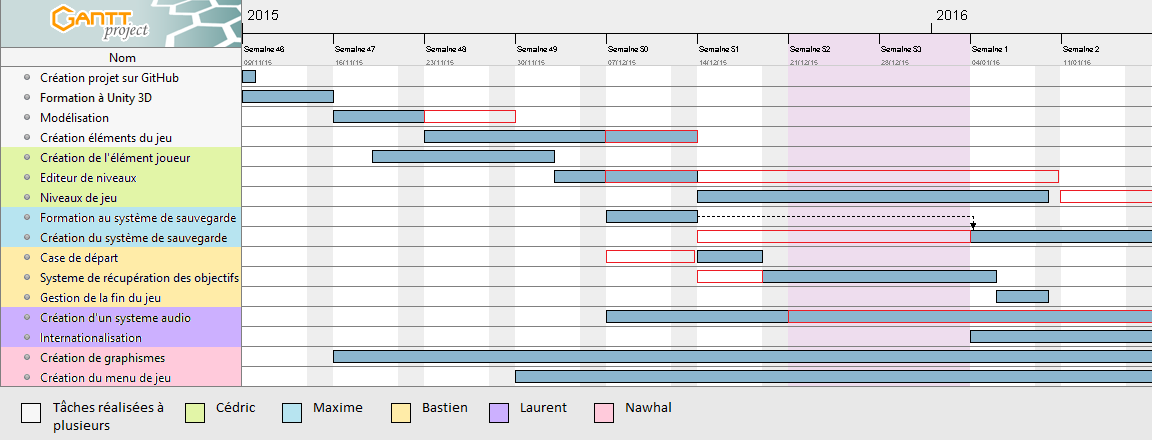 GANTT
project
2015
2016
Nom
Semaine 46
Semaine 47
Semaine 48
Semaine 49
Semaine 50
Semaine 51
Semaine 52
Semaine 53
Semaine 1
Semaine 2
09/11/15
16/11/15
23/11/15
30/11/15
07/12/15
14/12/15
21/12/15
28/12/15
04/01/16
11/01/16
Création projet sur GitHub
Formation à Unity 3D
Modélisation
Création éléments du jeu
Création de l'élément joueur
Editeur de niveaux
Niveaux de jeu
Formation au système de sauvegarde
Création du système de sauvegarde
Case de départ
Systeme de récupération des objectifs
Gestion de la fin du jeu
Création d'un systeme audio
Internationalisation
Création de graphismes
Création du menu de jeu
Tâches réalisées à
plusieurs
Cédric
Maxime
Bastien
Laurent
Nawhal